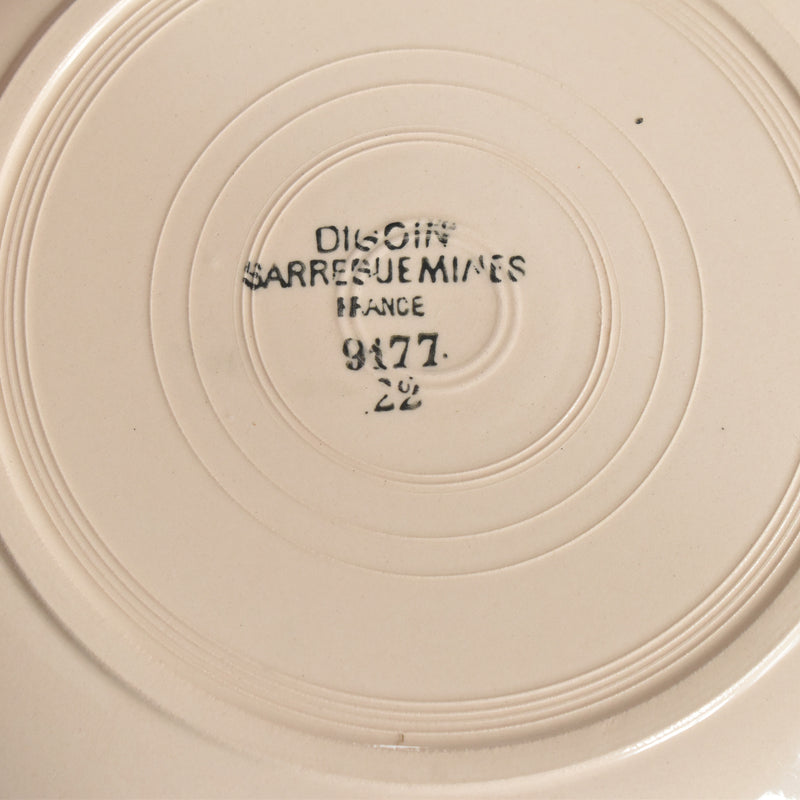 DIGOIN
SARREGUEMINES
FRANCE
9177
22